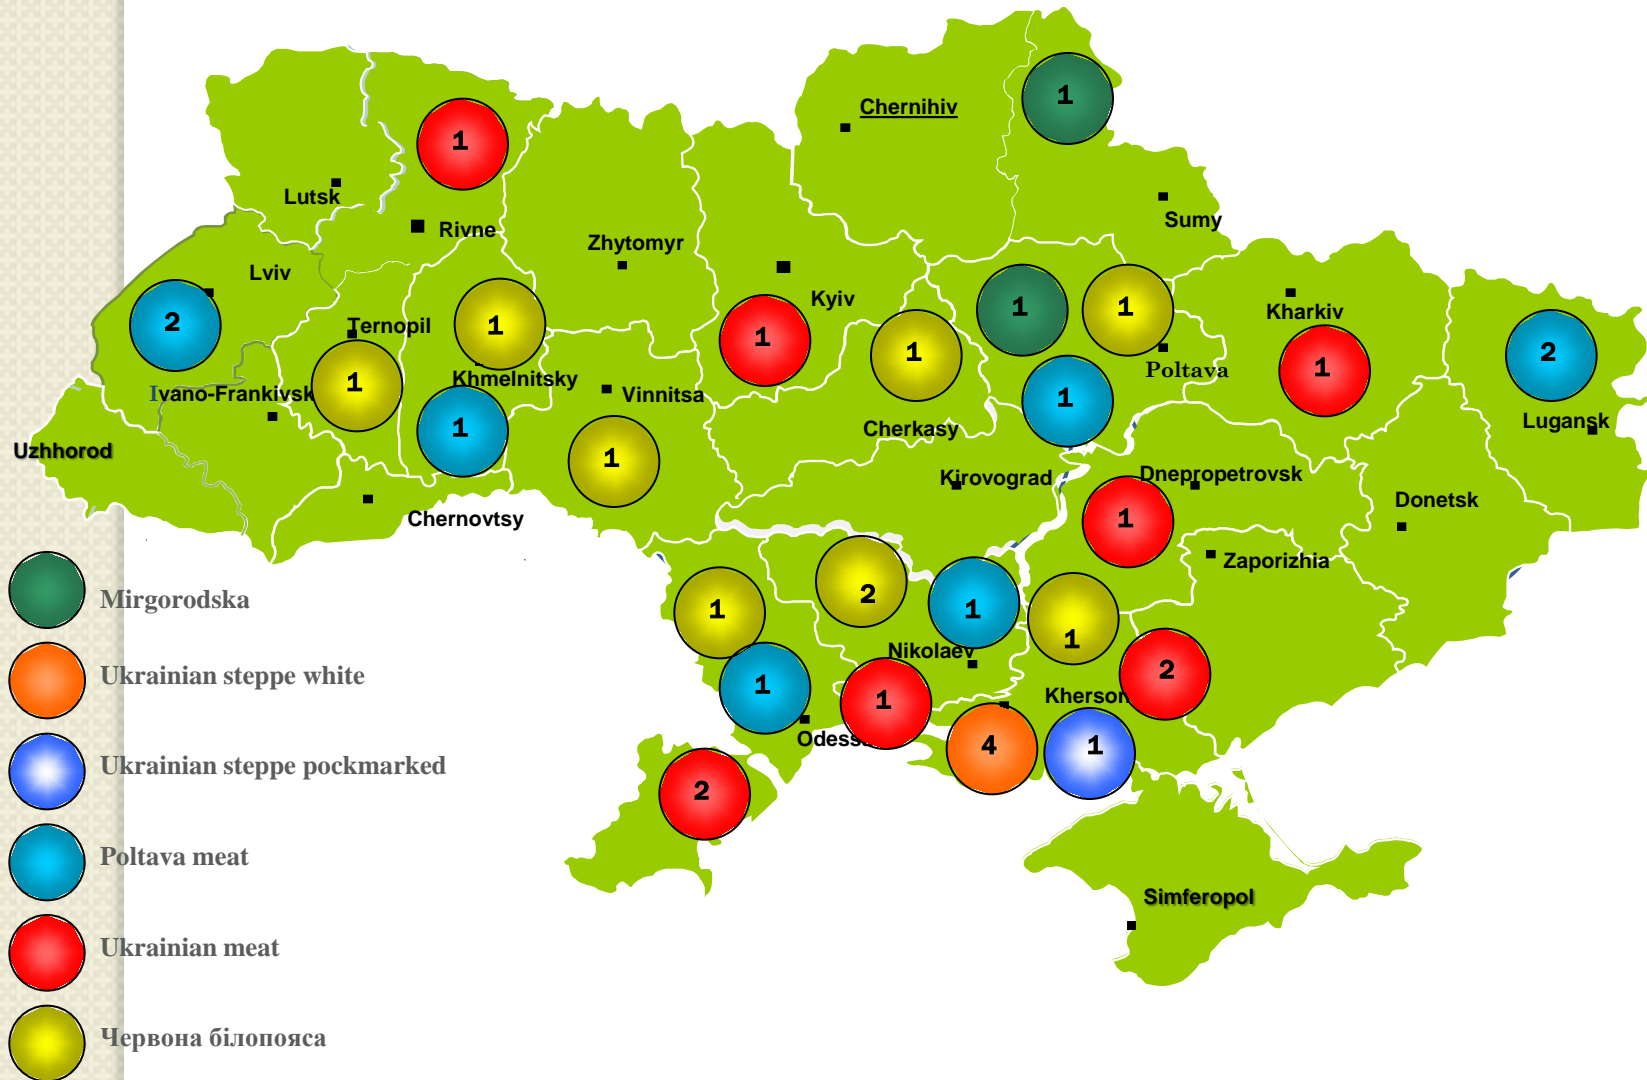 1
Chernihiv
1
Lutsk
Rivne
Sumy
Zhytomyr
Lviv
Kyiv
Kharkiv
2
Ternopil
1
1
1
1
1
1
2
Poltava
Ivano-Frankivsk
1
Khmelnitsky
Vinnitsa
1
Lugansk
Uzhhorod
1
Cherkasy
1
Kirovograd
Dnepropetrovsk
Donetsk
Chernovtsy
1
Zaporizhia
Mirgorodska
1
2
1
1
Nikolaev
Ukrainian steppe white
1
1
2
Kherson
Odess
4
1
Ukrainian steppe pockmarked
2
Poltava meat
Simferopol
Ukrainian meat
Червона білопояса